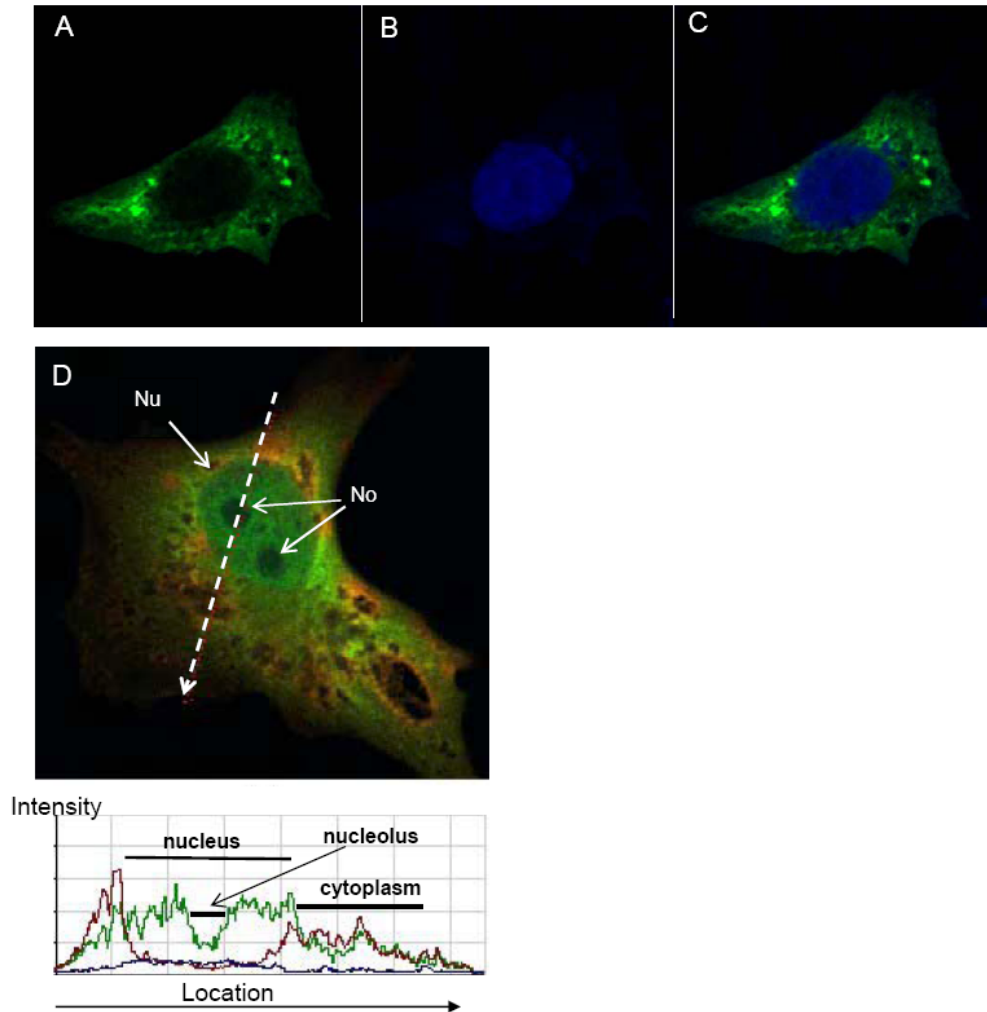 A
B
C
D
Nu
No
Intensity
nucleus
nucleolus
cytoplasm
Location